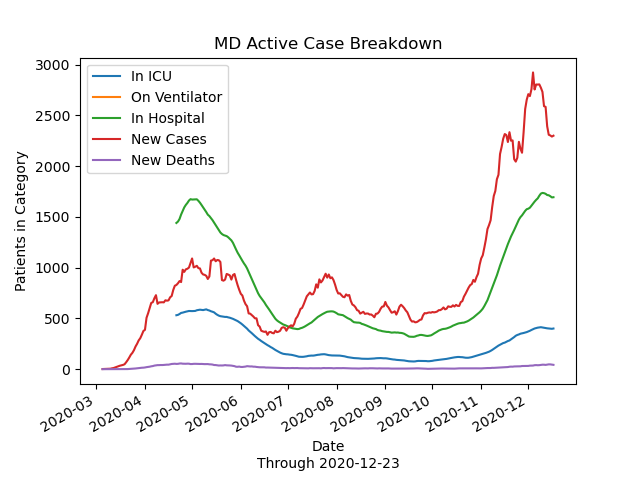 MD Active Case Breakdown
3000
2500
2000
1500
1000
500
0
Patients in Category
In ICU
On Ventilator
In Hospital
New Cases
New Deaths
2020-03
2020-04
2020-05
2020-06
2020-07
2020-08
2020-09
2020-10
2020-11
2020-12
Date
Through 2020-12-23